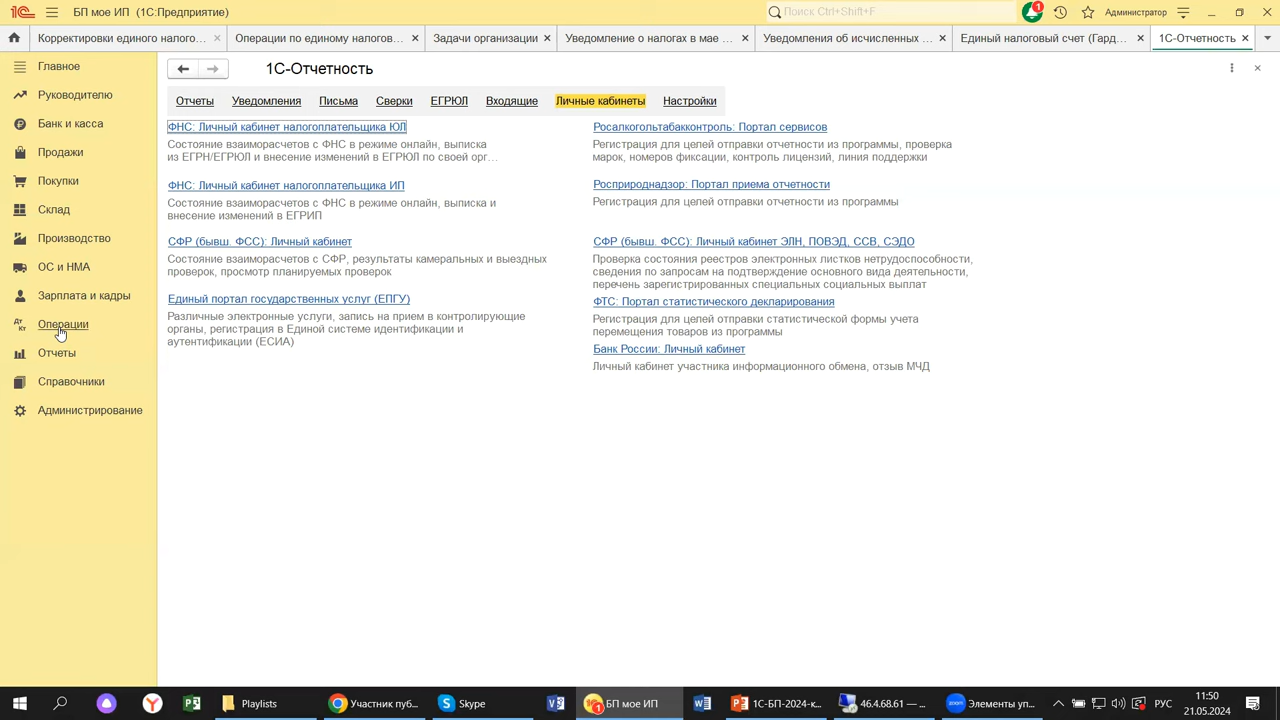 БП мое ИП (1С:Предприятие)
Поиск Ctrl+Shift+F
1
Администратор
Корректировки единого налого...
Операции по единому налогов...
Задачи организации
Уведомление о налогах в мае ...
Уведомления об исчисленных ...
Единый налоговый счет (Гард...
1С-Отчетность
Главное
Руководителю
Банк и касса
Продажи
Покупки
Склад
Производство
ОС и НМА
Зарплата и кадры
Операции
Отчеты
Справочники
Администрирование
1С-Отчетность
Отчеты
Уведомления
Письма
Сверки
ЕГРЮЛ
Входящие
Личные кабинеты
Настройки
ФНС: Личный кабинет налогоплательщика ЮЛ
Состояние взаиморасчетов с ФНС в режиме онлайн, выписка
из ЕГРН/ЕГРЮЛ и внесение изменений в ЕГРЮЛ по своей орг...
ФНС: Личный кабинет налогоплательщика ИП
Состояние взаиморасчетов с ФНС в режиме онлайн, выписка и
внесение изменений в ЕГРИП
СФР (бывш. ФСС): Личный кабинет
Состояние взаиморасчетов с СФР, результаты камеральных и выездных
проверок, просмотр планируемых проверок
Единый портал государственных услуг (ЕПГУ)
Различные электронные услуги, запись на прием в контролирующие
органы, регистрация в Единой системе идентификации и
аутентификации (ЕСИА)
Росалкогольтабакконтроль: Портал сервисов
Регистрация для целей отправки отчетности из программы, проверка
марок, номеров фиксации, контроль лицензий, линия поддержки
Росприроднадзор: Портал приема отчетности
Регистрация для целей отправки отчетности из программы
СФР (бывш. ФСС): Личный кабинет ЭЛН, ПОВЭД, ССВ, СЭДО
Проверка состояния реестров электронных листков нетрудоспособности,
сведения по запросам на подтверждение основного вида деятельности,
перечень зарегистрированных специальных социальных выплат
ФТС: Портал статистического декларирования
Регистрация для целей отправки статистической формы учета
перемещения товаров из программы
Банк России: Личный кабинет
Личный кабинет участника информационного обмена, отзыв МЧД
Playlists
Участник пуб...
Skype
БП мое ИП
1С-БП-2024-к...
46.4.68.61 — ...
Элементы уп...
РУС
11:50
21.05.2024